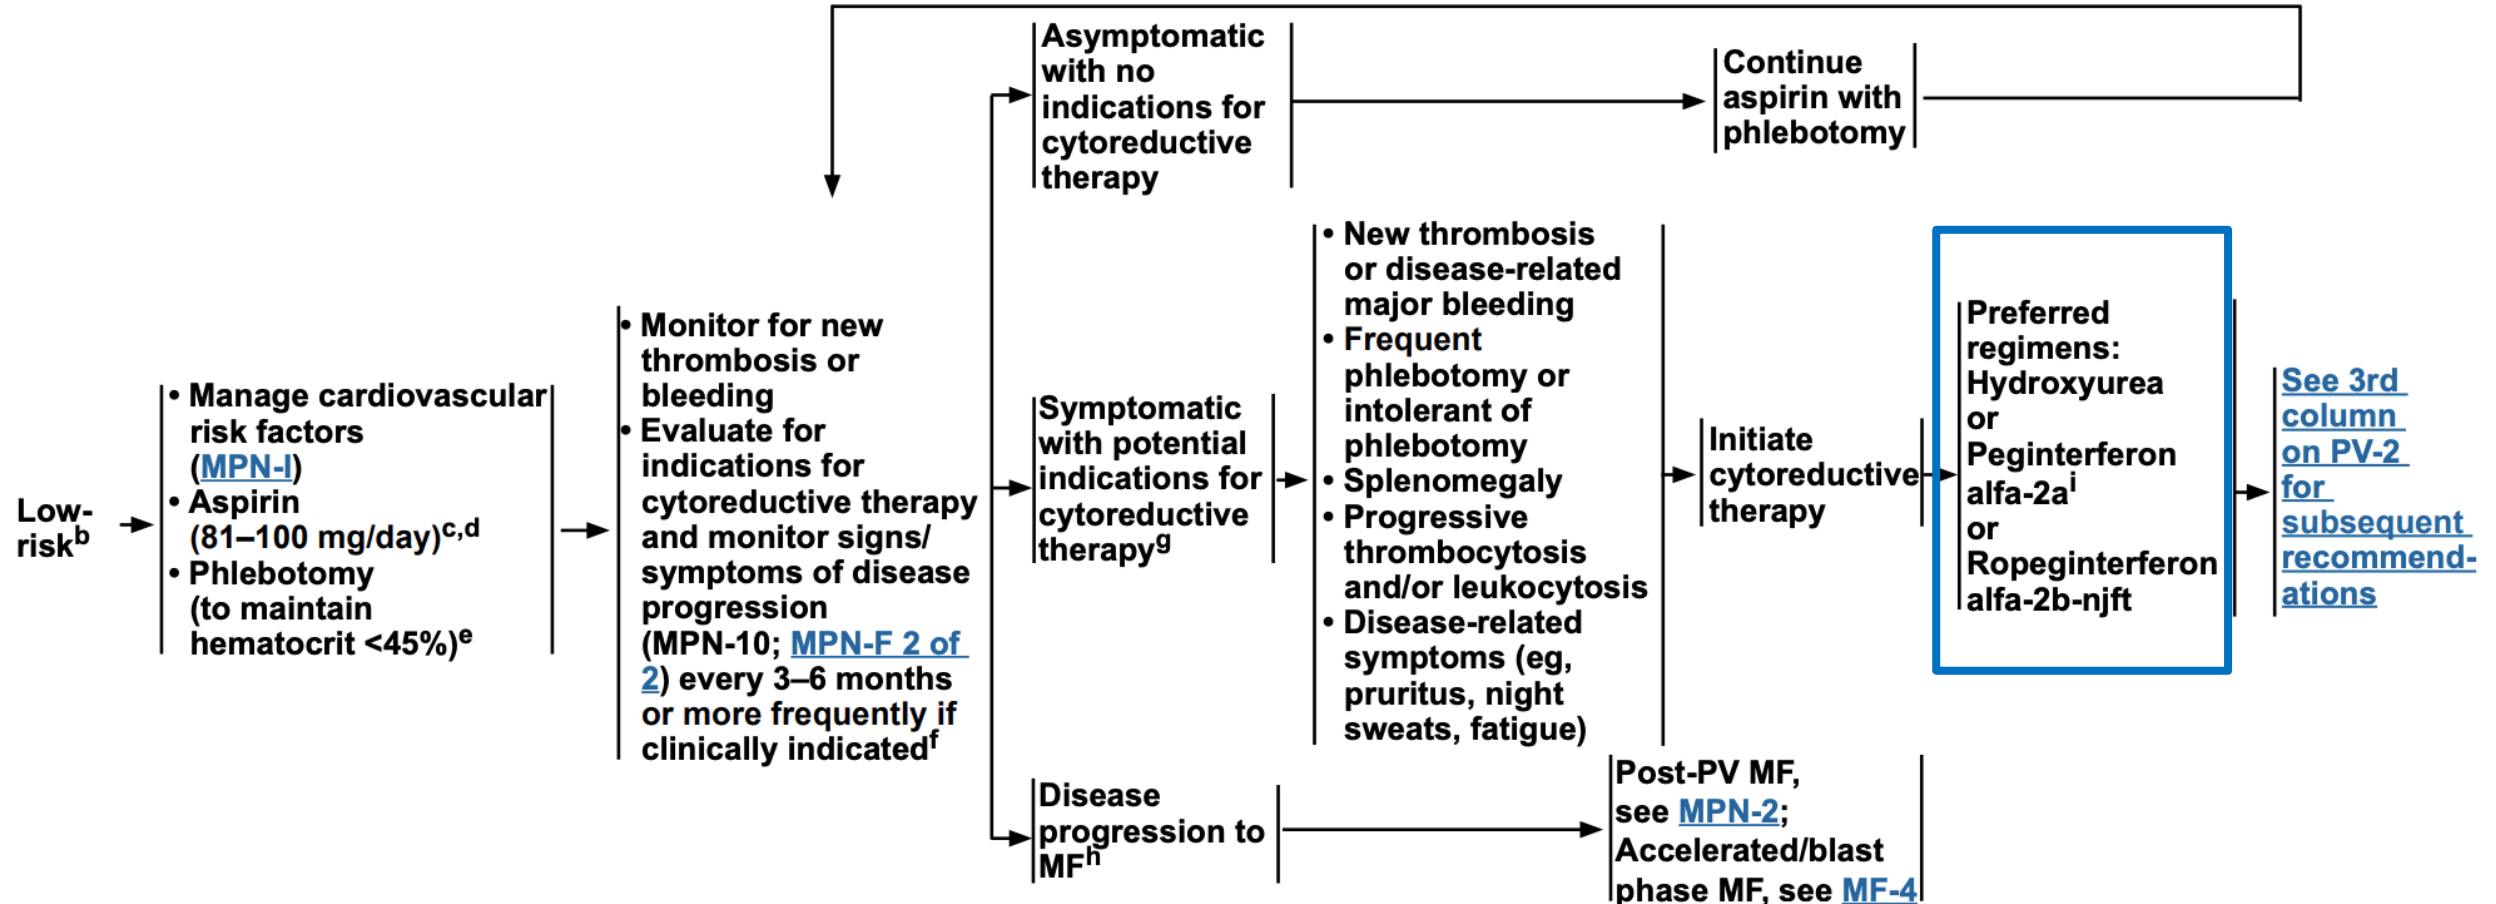 Low-
risk^b
• Manage cardiovascular
risk factors
(MPN-I)
• Aspirin
(81–100 mg/day)^c,d
• Phlebotomy
(to maintain
hematocrit <45%)^e
• Monitor for new
thrombosis or
bleeding
• Evaluate for
indications for
cytoreductive therapy
and monitor signs/
symptoms of disease
progression
(MPN-10; MPN-F 2 of
2) every 3–6 months
or more frequently if
clinically indicated^f
Asymptomatic
with no
indications for
cytoreductive
therapy
Continue
aspirin with
phlebotomy
Symptomatic
with potential
indications for
cytoreductive
therapy^g
• New thrombosis
or disease-related
major bleeding
• Frequent
phlebotomy or
intolerant of
phlebotomy
• Splenomegaly
• Progressive
thrombocytosis
and/or leukocytosis
• Disease-related
symptoms (eg,
pruritus, night
sweats, fatigue)
Initiate
cytoreductive
therapy
Preferred
regimens:
Hydroxyurea
or
Peginterferon
alfa-2a^i
or
Ropeginterferon
alfa-2b-njft
See 3rd
column
on PV-2
for
subsequent
recommend-
ations
Disease
progression to
MF^h
Post-PV MF,
see MPN-2;
Accelerated/blast
phase MF, see MF-4